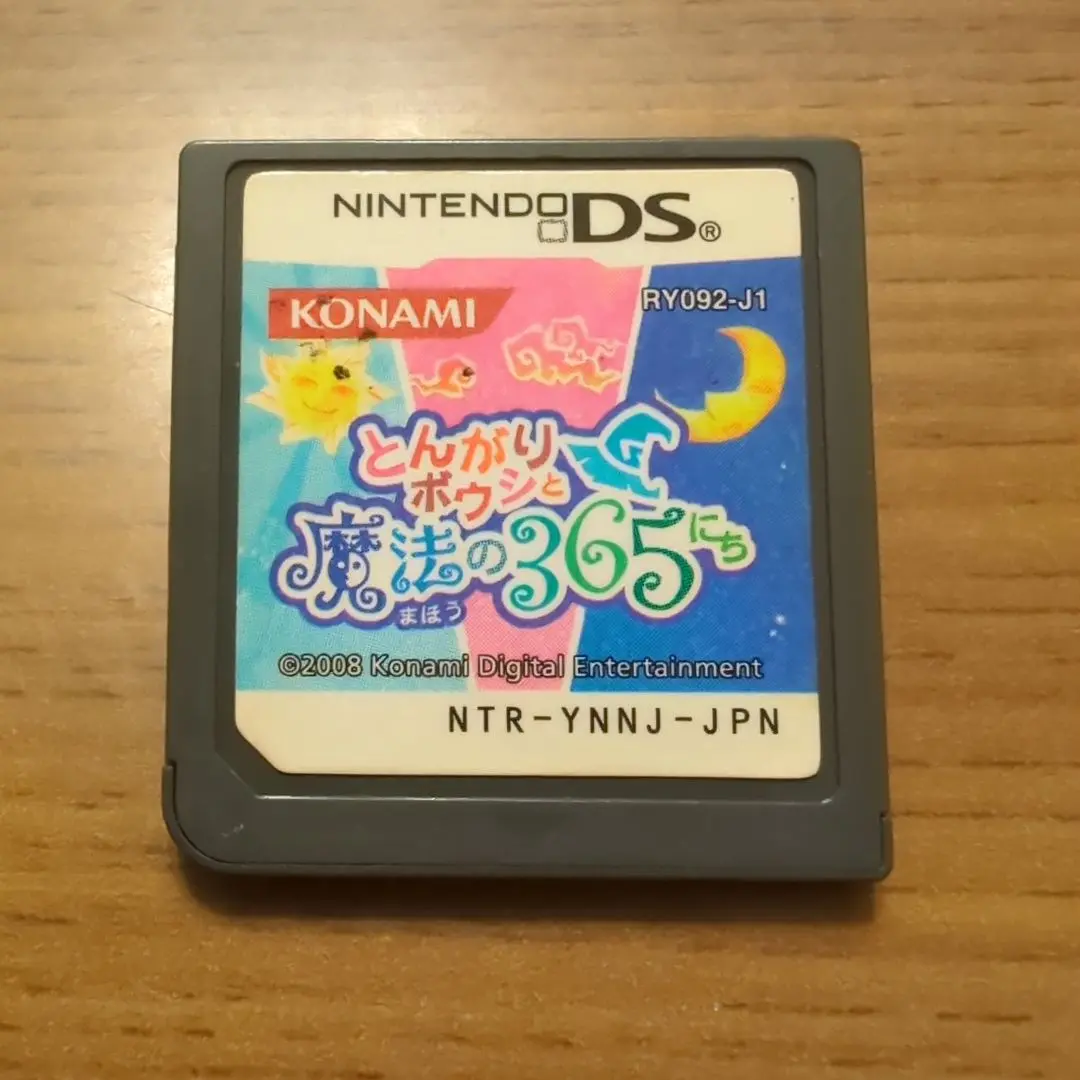 NINTENDO DS®
KONAMI
RY092-J1
とんがり
ボウシと
魔法の365にち
まほう
©2008 Konami Digital Entertainment
NTR-YNNJ-JPN